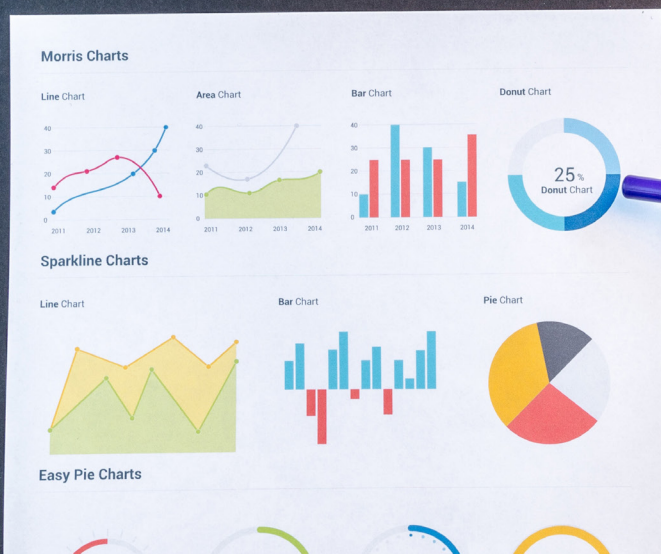 Morris Charts
Line Chart
Area Chart
Bar Chart
Donut Chart
40
30
20
10
0
2011 2012 2013 2014
40
30
20
10
0
2011 2012 2013 2014
40
30
20
10
0
2011 2012 2013 2014
25%
Donut Chart
Sparkline Charts
Line Chart
Bar Chart
Pie Chart
Easy Pie Charts